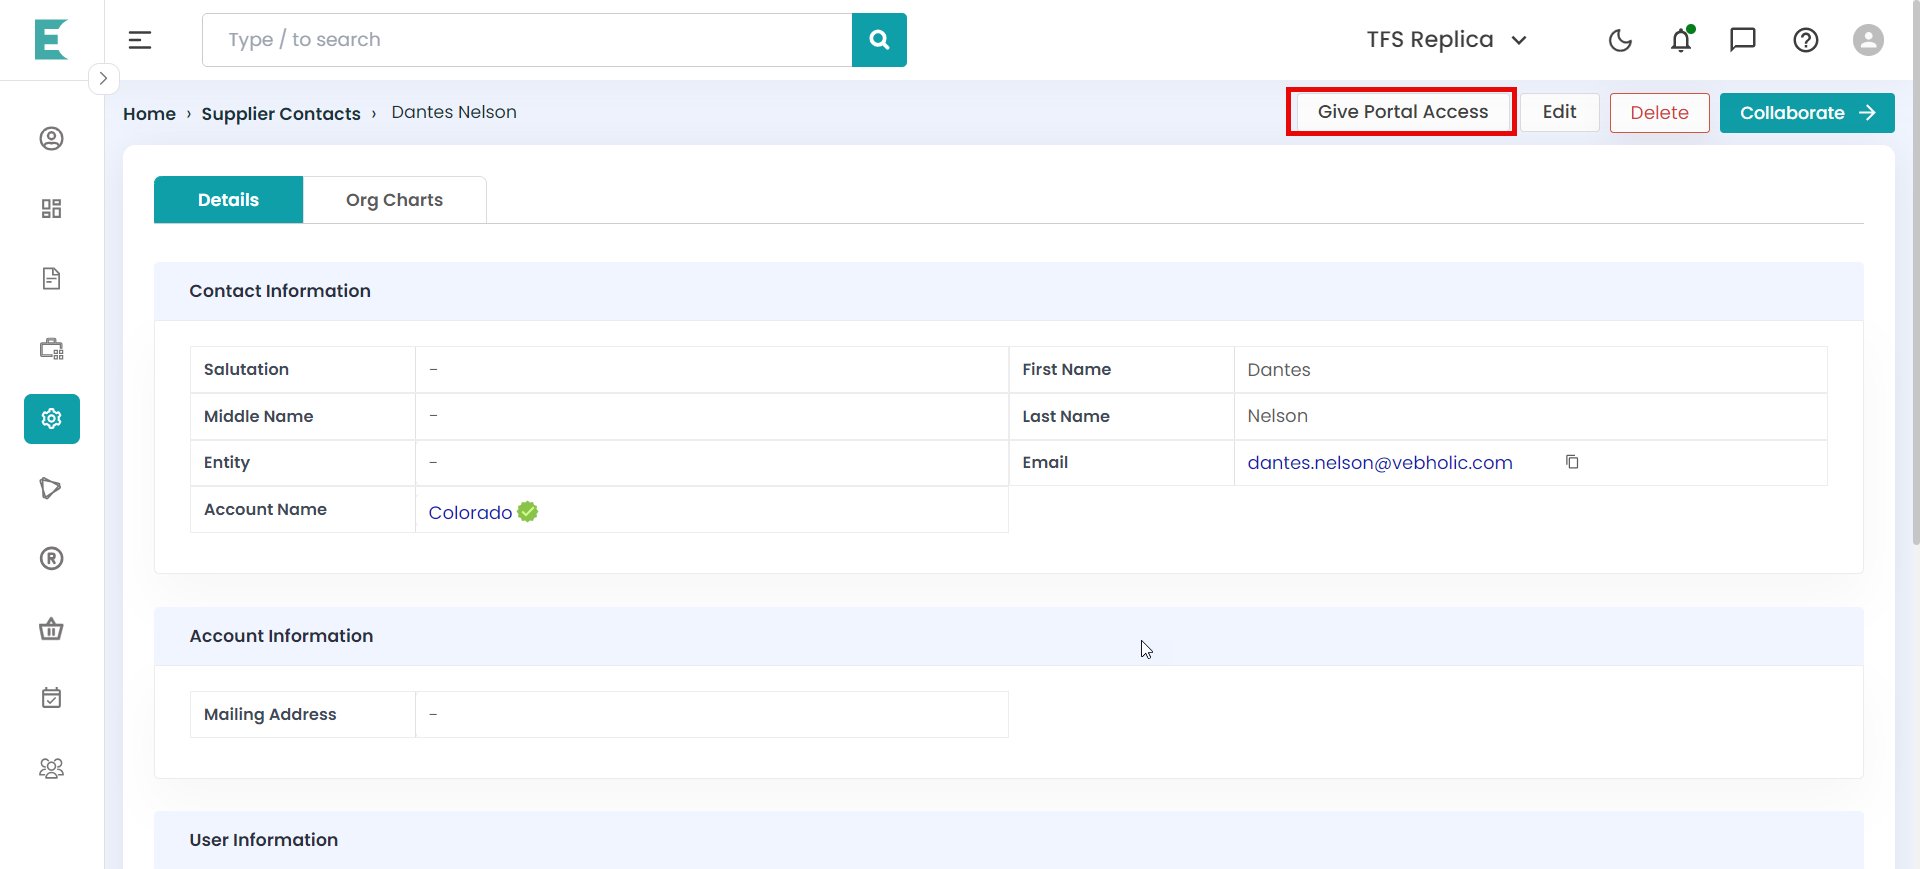 E
Type / to search
TFS Replica
Home › Supplier Contacts › Dantes Nelson
Give Portal Access
Edit
Delete
Collaborate →
Details
Org Charts
Contact Information
Salutation –
First Name Dantes
Middle Name –
Last Name Nelson
Entity –
Email dantes.nelson@vebholic.com
Account Name Colorado
Account Information
Mailing Address –
User Information